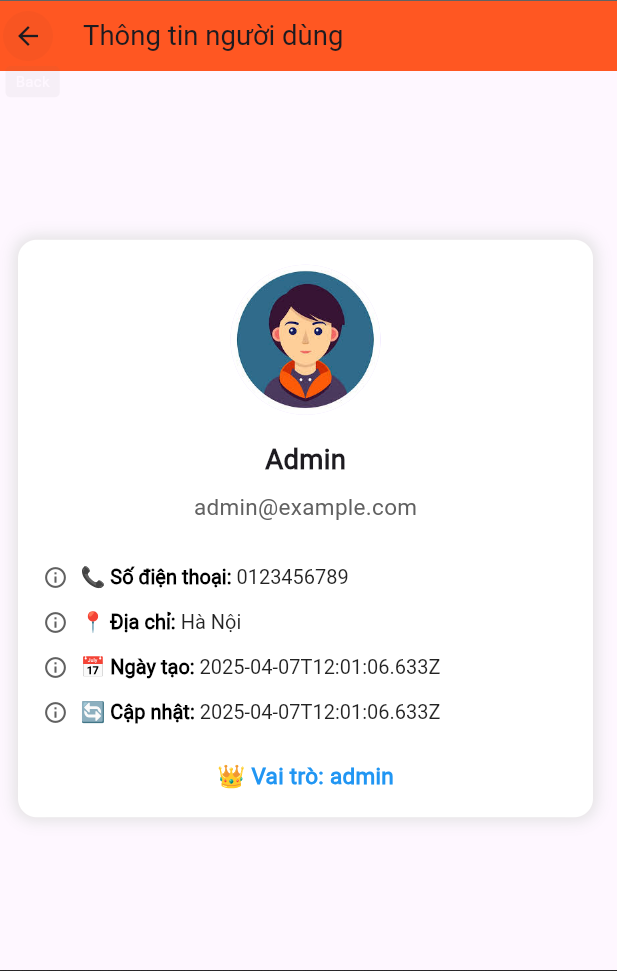 Thông tin người dùng
Back
Admin
admin@example.com
📞 Số điện thoại: 0123456789
📍 Địa chỉ: Hà Nội
📅 Ngày tạo: 2025-04-07T12:01:06.633Z
🔄 Cập nhật: 2025-04-07T12:01:06.633Z
👑 Vai trò: admin